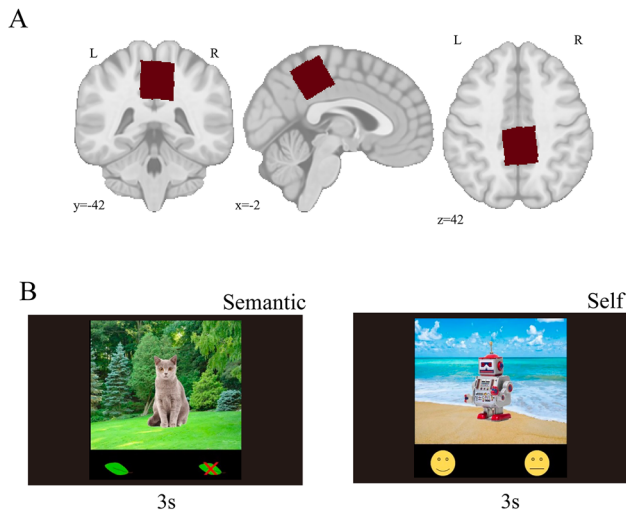 A
L
R
L
R
y=-42
x=-2
z=42
B
Semantic
Self
3s
3s